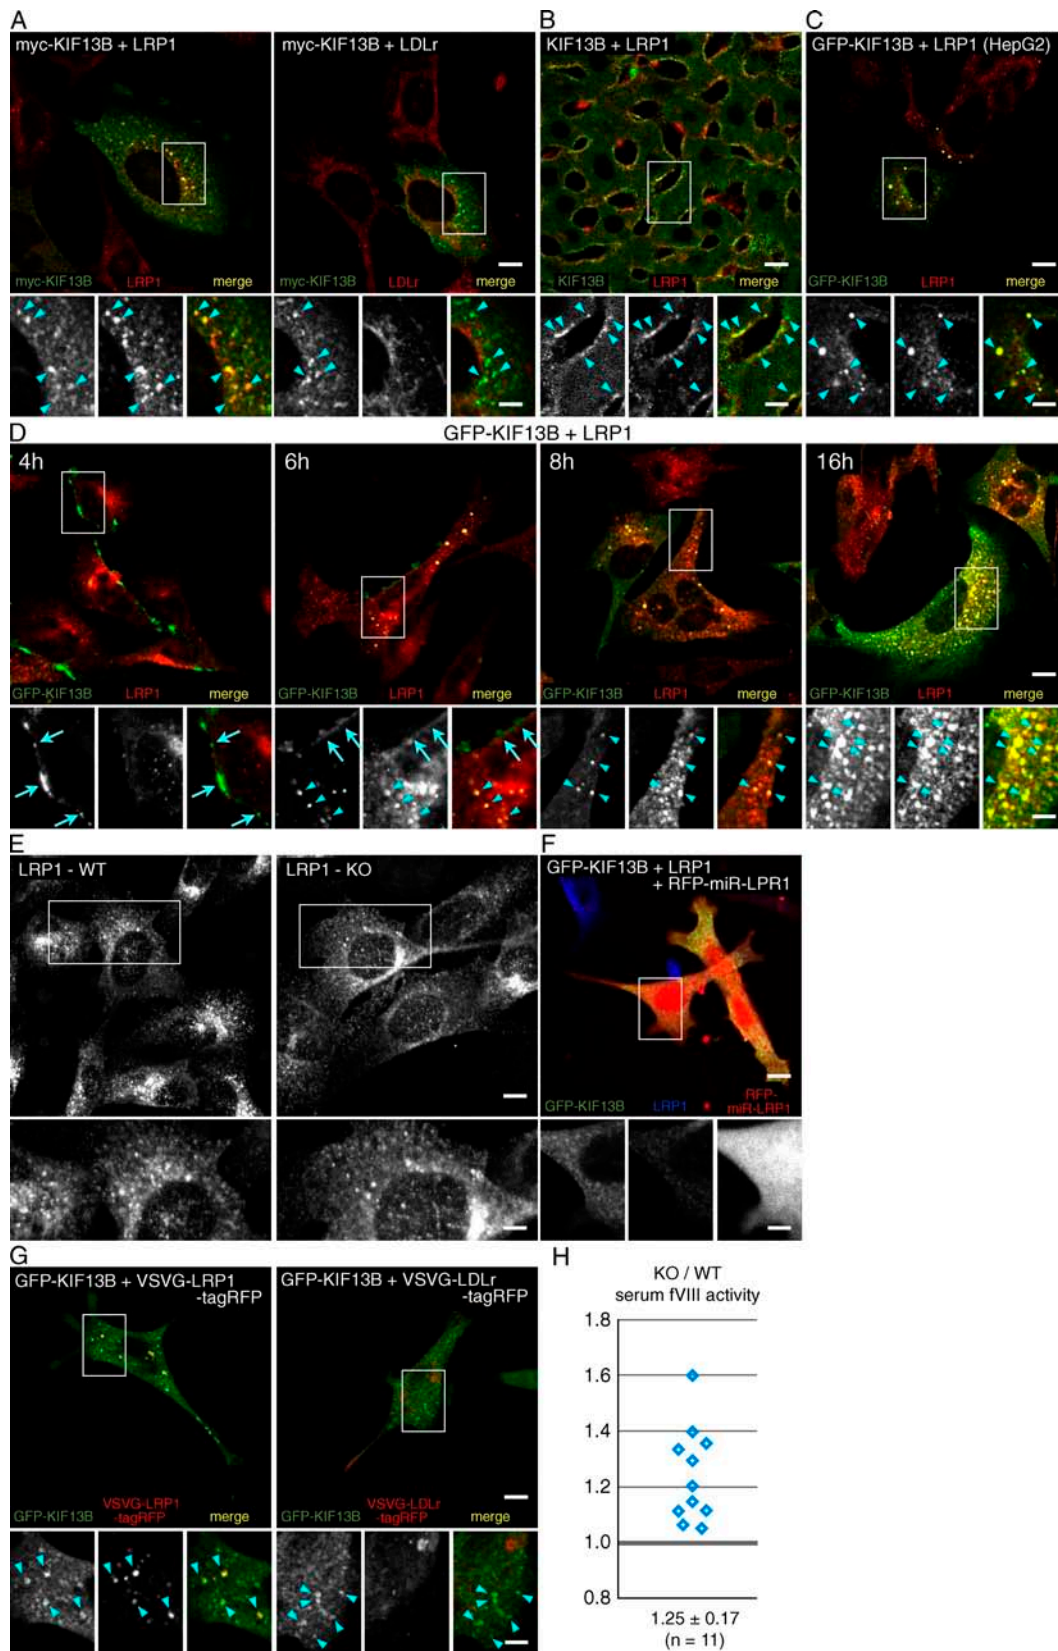 A
myc-KIF13B + LRP1
myc-KIF13B LRP1 merge
myc-KIF13B + LDLr
myc-KIF13B LDLr merge
B
KIF13B + LRP1
KIF13B LRP1 merge
C
GFP-KIF13B + LRP1 (HepG2)
GFP-KIF13B LRP1 merge
D
GFP-KIF13B + LRP1
4h
GFP-KIF13B LRP1 merge
6h
GFP-KIF13B LRP1 merge
8h
GFP-KIF13B LRP1 merge
16h
GFP-KIF13B LRP1 merge
E
LRP1 - WT
LRP1 - KO
F
GFP-KIF13B + LRP1
+ RFP-miR-LPR1
GFP-KIF13B LRP1 RFP-
miR-LRP1
G
GFP-KIF13B + VSVG-LRP1
-tagRFP
GFP-KIF13B VSVG-LRP1
-tagRFP merge
GFP-KIF13B + VSVG-LDLr
-tagRFP
GFP-KIF13B VSVG-LDLr
-tagRFP merge
H
KO / WT
serum fVIII activity
1.8
1.6
1.4
1.2
1.0
0.8
1.25 ± 0.17
(n = 11)